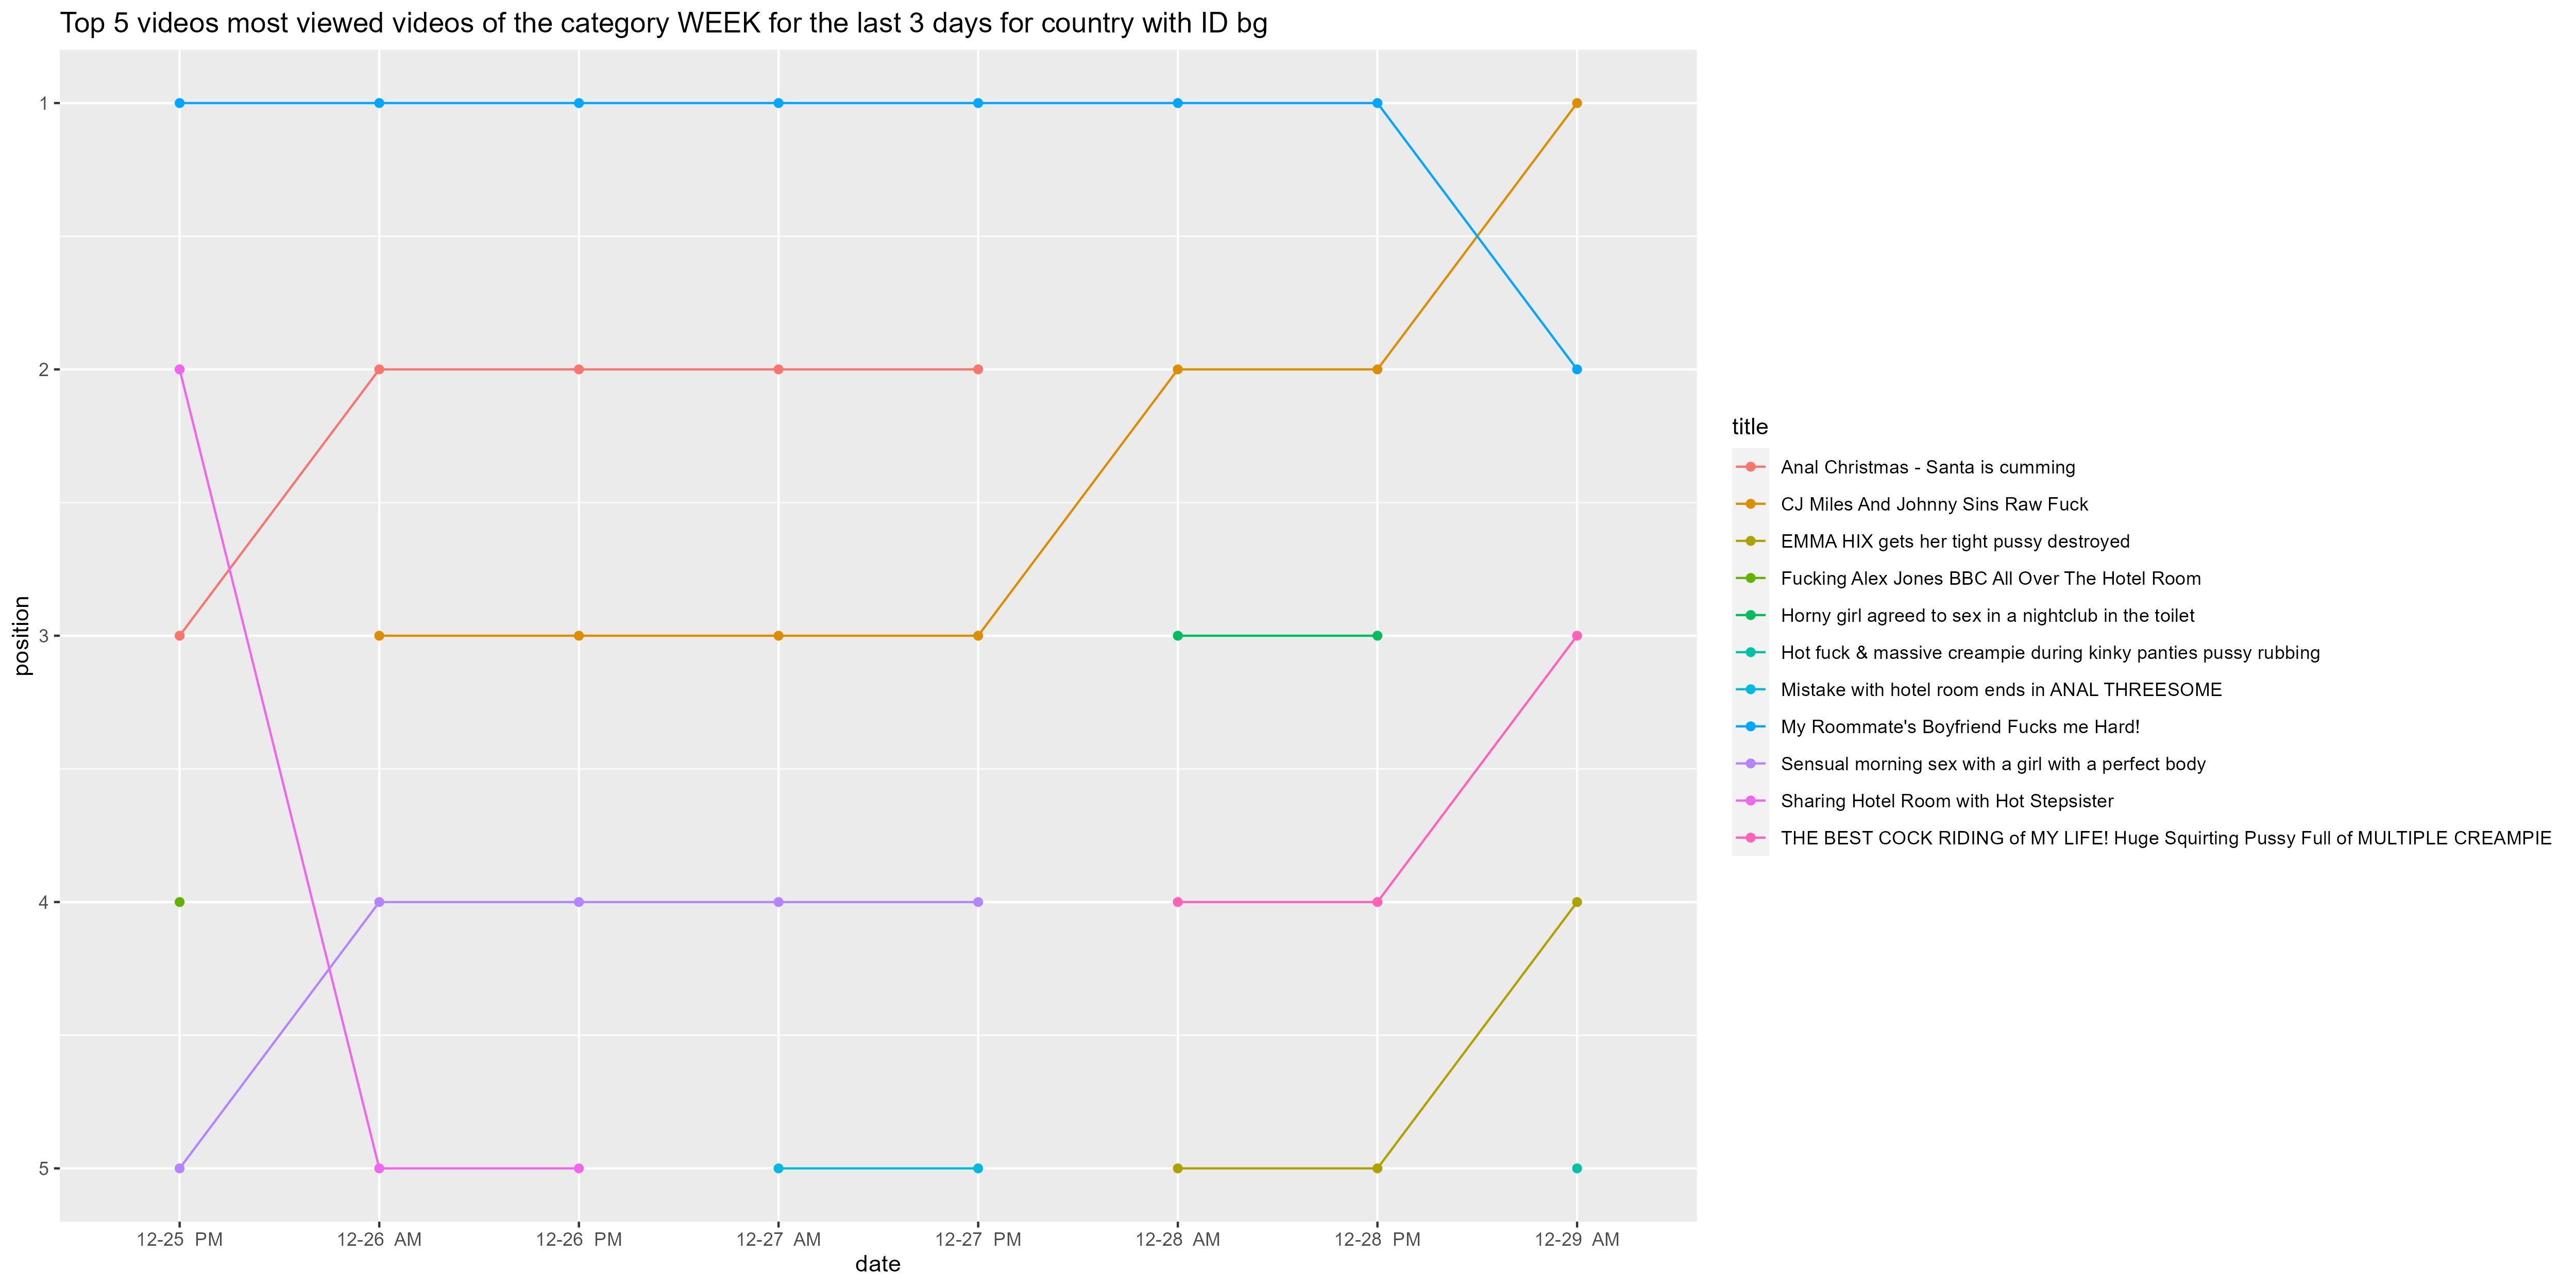 Top 5 videos most viewed videos of the category WEEK for the last 3 days for country with ID bg
position
1
2
3
4
5
12-25 PM
12-26 AM
12-26 PM
12-27 AM
12-27 PM
12-28 AM
12-28 PM
12-29 AM
date
title
Anal Christmas - Santa is cumming
CJ Miles And Johnny Sins Raw Fuck
EMMA HIX gets her tight pussy destroyed
Fucking Alex Jones BBC All Over The Hotel Room
Horny girl agreed to sex in a nightclub in the toilet
Hot fuck & massive creampie during kinky panties pussy rubbing
Mistake with hotel room ends in ANAL THREESOME
My Roommate's Boyfriend Fucks me Hard!
Sensual morning sex with a girl with a perfect body
Sharing Hotel Room with Hot Stepsister
THE BEST COCK RIDING of MY LIFE! Huge Squirting Pussy Full of MULTIPLE CREAMPIE